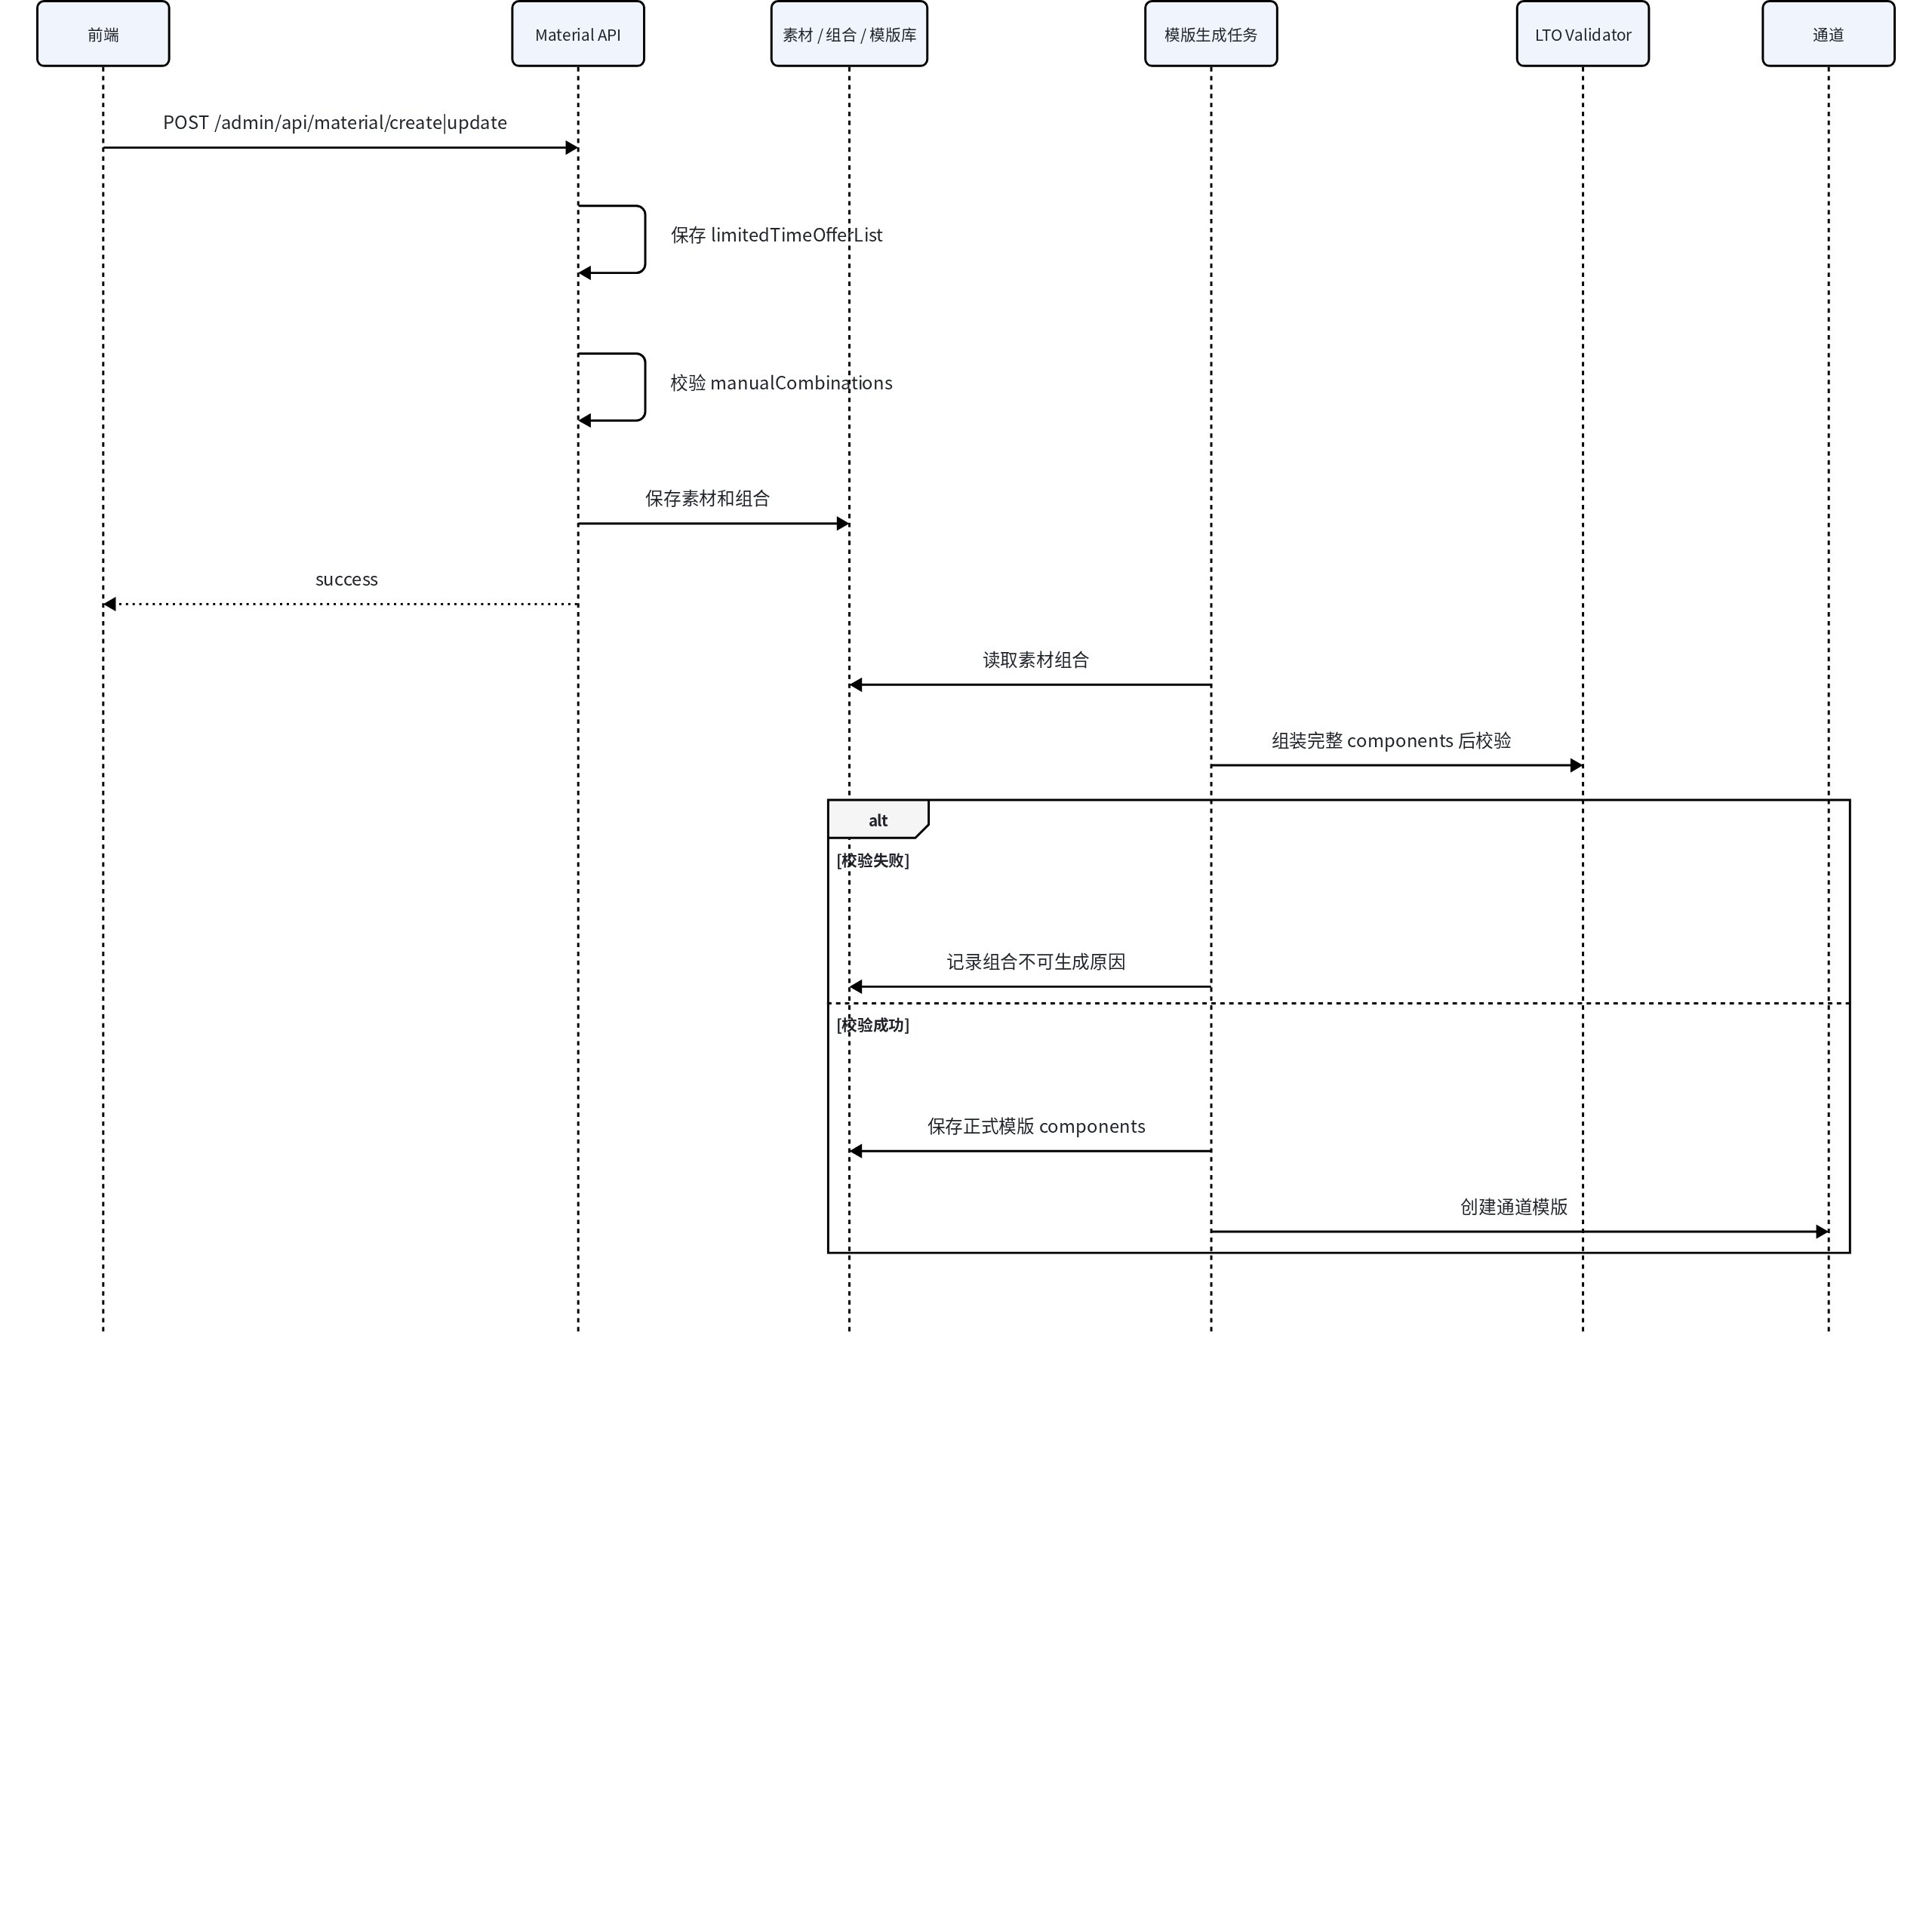 前端
Material API
素材 / 组合 / 模版库
模版生成任务
LTO Validator
通道
POST /admin/api/material/create|update
保存 limitedTimeOfferList
校验 manualCombinations
保存素材和组合
success
读取素材组合
组装完整 components 后校验
alt
[校验失败]
记录组合不可生成原因
[校验成功]
保存正式模版 components
创建通道模版